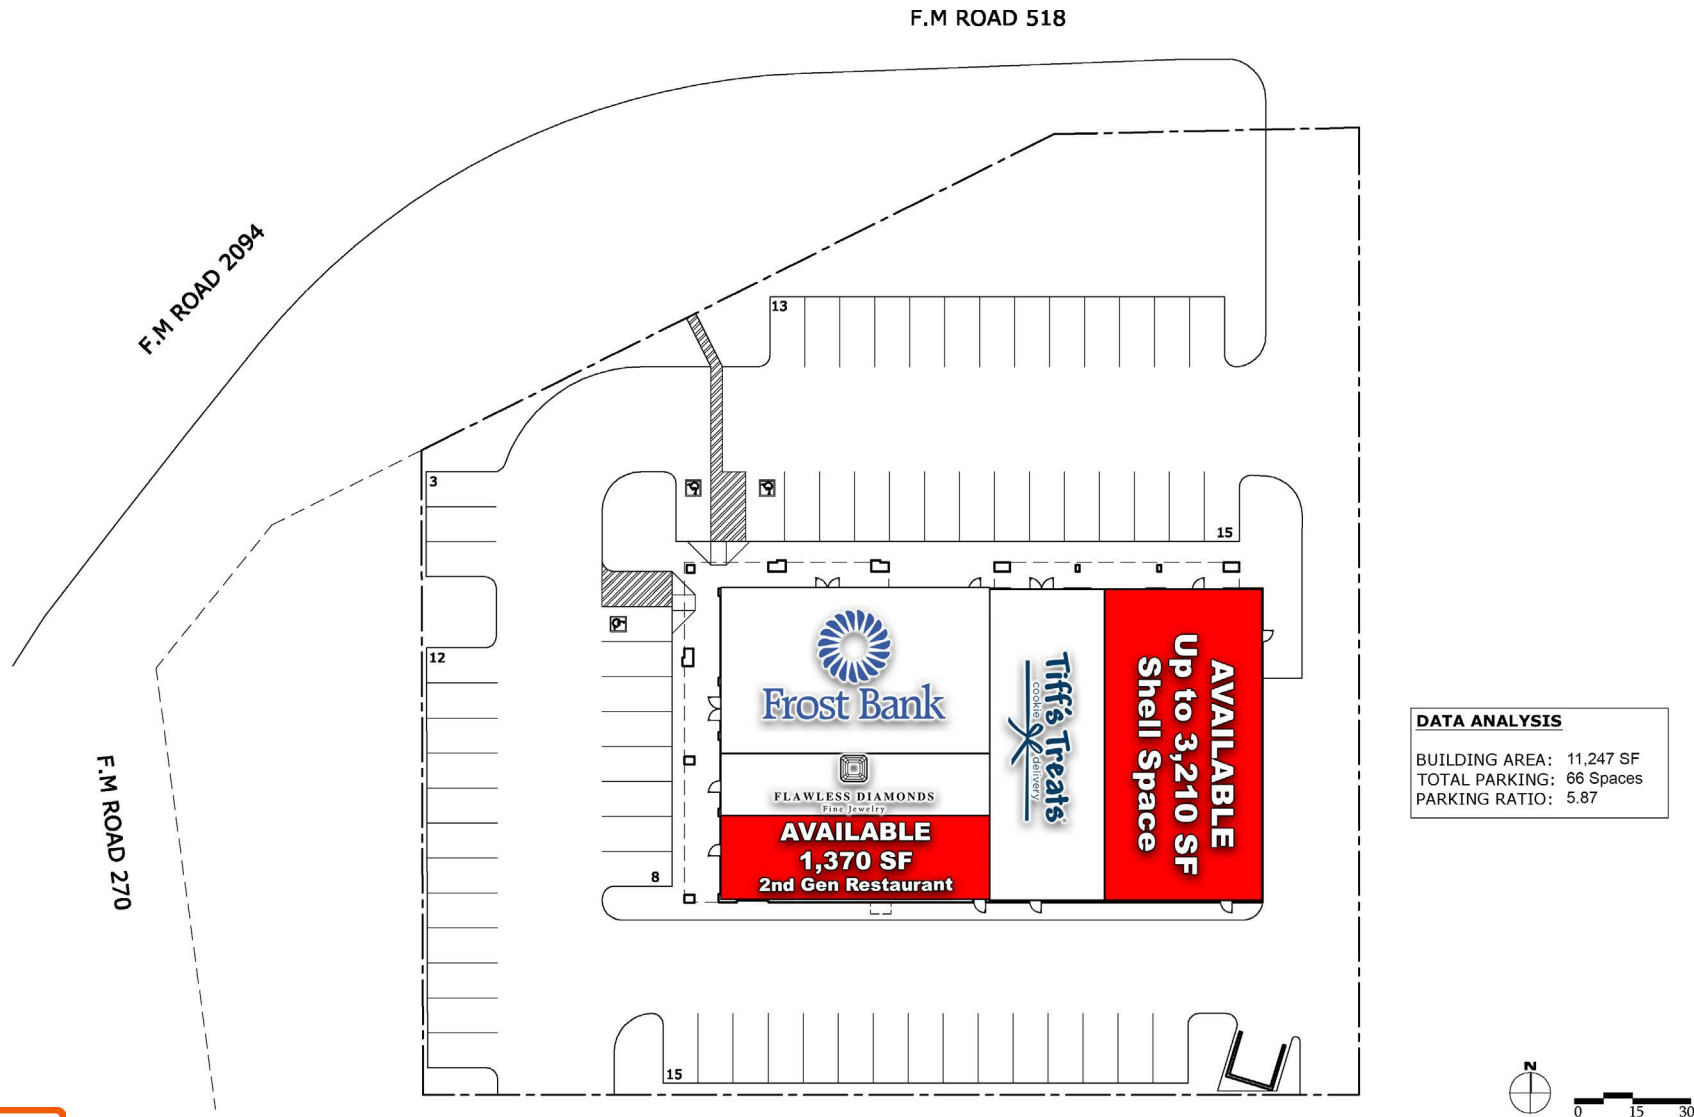 F.M ROAD 518
F.M ROAD 2094
13
3
15
12
Frost Bank
FLAWLESS DIAMONDS
Fine Jewelry
AVAILABLE
1,370 SF
2nd Gen Restaurant
Tiff's Treats
cookie delivery
AVAILABLE
Up to 3,210 SF
Shell Space
DATA ANALYSIS
BUILDING AREA: 11,247 SF
TOTAL PARKING: 66 Spaces
PARKING RATIO: 5.87
F.M ROAD 270
8
15
N
0 15 30